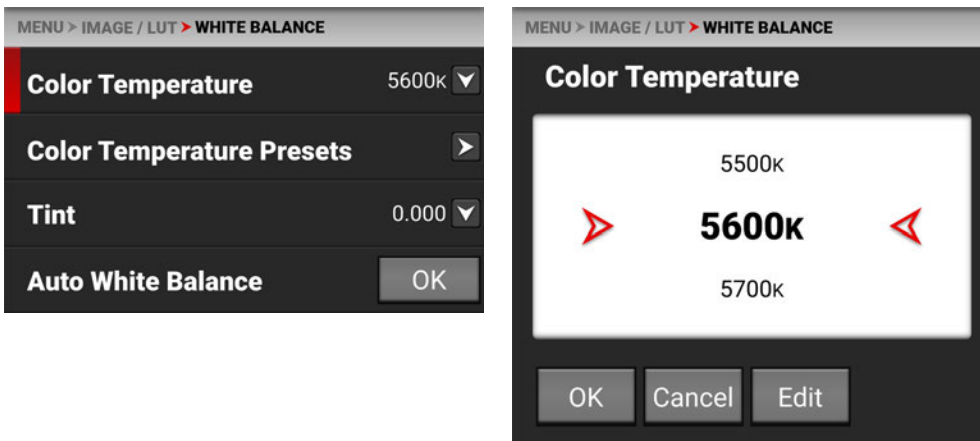 MENU > IMAGE / LUT > WHITE BALANCE
Color Temperature 5600K
Color Temperature Presets
Tint 0.000
Auto White Balance OK
MENU > IMAGE / LUT > WHITE BALANCE
Color Temperature
5500K
5600K
5700K
OK Cancel Edit